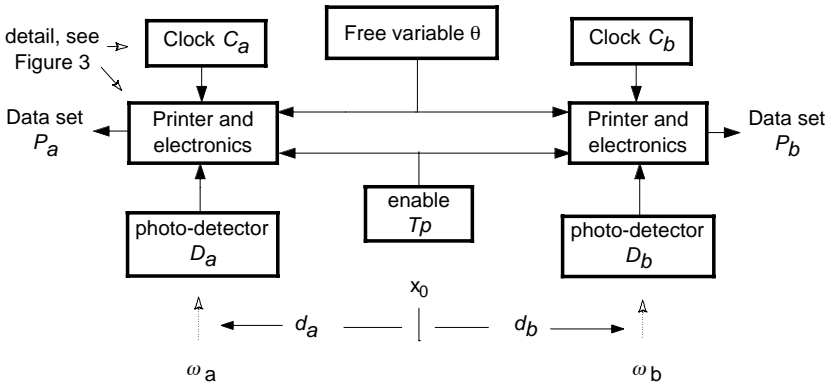 detail, see
Figure 3
Clock Ca
Free variable θ
Clock Cb
Data set
Pa
Printer and
electronics
Printer and
electronics
Data set
Pb
enable
Tp
photo-detector
Da
photo-detector
Db
x0
da
db
ωa
ωb